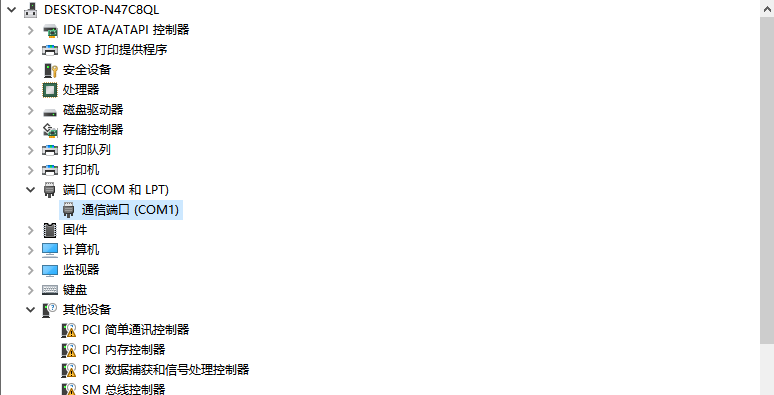 DESKTOP-N47C8QL
IDE ATA/ATAPI 控制器
WSD 打印提供程序
安全设备
处理器
磁盘驱动器
存储控制器
打印队列
打印机
端口 (COM 和 LPT)
通信端口 (COM1)
固件
计算机
监视器
键盘
其他设备
PCI 简单通讯控制器
PCI 内存控制器
PCI 数据捕获和信号处理控制器
SM 总线控制器